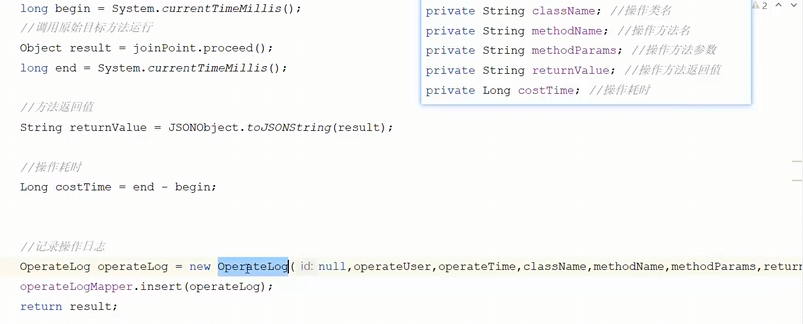 long begin = System.currentTimeMillis();
//调用原始目标方法运行
Object result = joinPoint.proceed();
long end = System.currentTimeMillis();
//方法返回值
String returnValue = JSONObject.toJSONString(result);
//操作耗时
Long costTime = end - begin;
//记录操作日志
OperateLog operateLog = new OperateLog( id: null,operateUser,operateTime,className,methodName,methodParams,return
operateLogMapper.insert(operateLog);
return result;
private String className; //操作类名
private String methodName; //操作方法名
private String methodParams; //操作方法参数
private String returnValue; //操作方法返回值
private Long costTime; //操作耗时
2